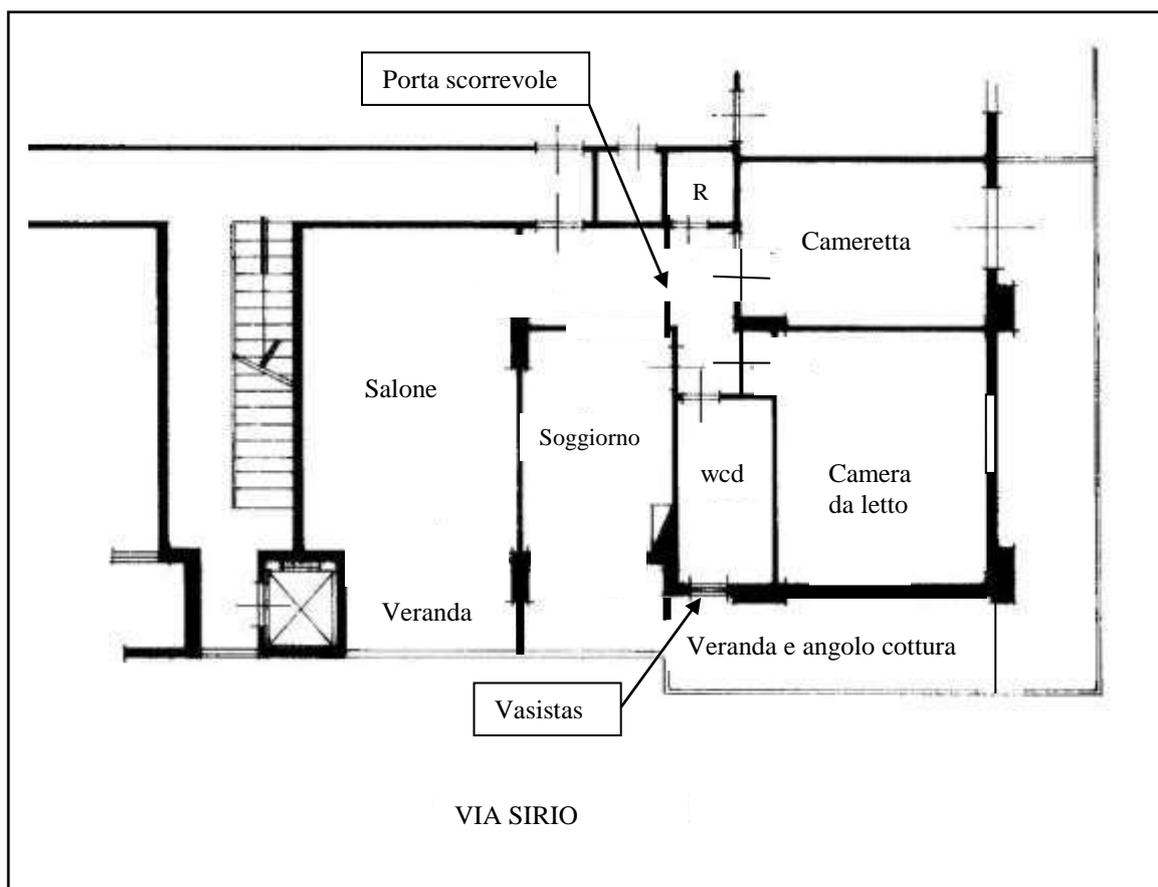 Porta scorrevole
R
Cameretta
Salone
Soggiorno
wcd
Camera
da letto
Veranda
Veranda e angolo cottura
Vasistas
VIA SIRIO